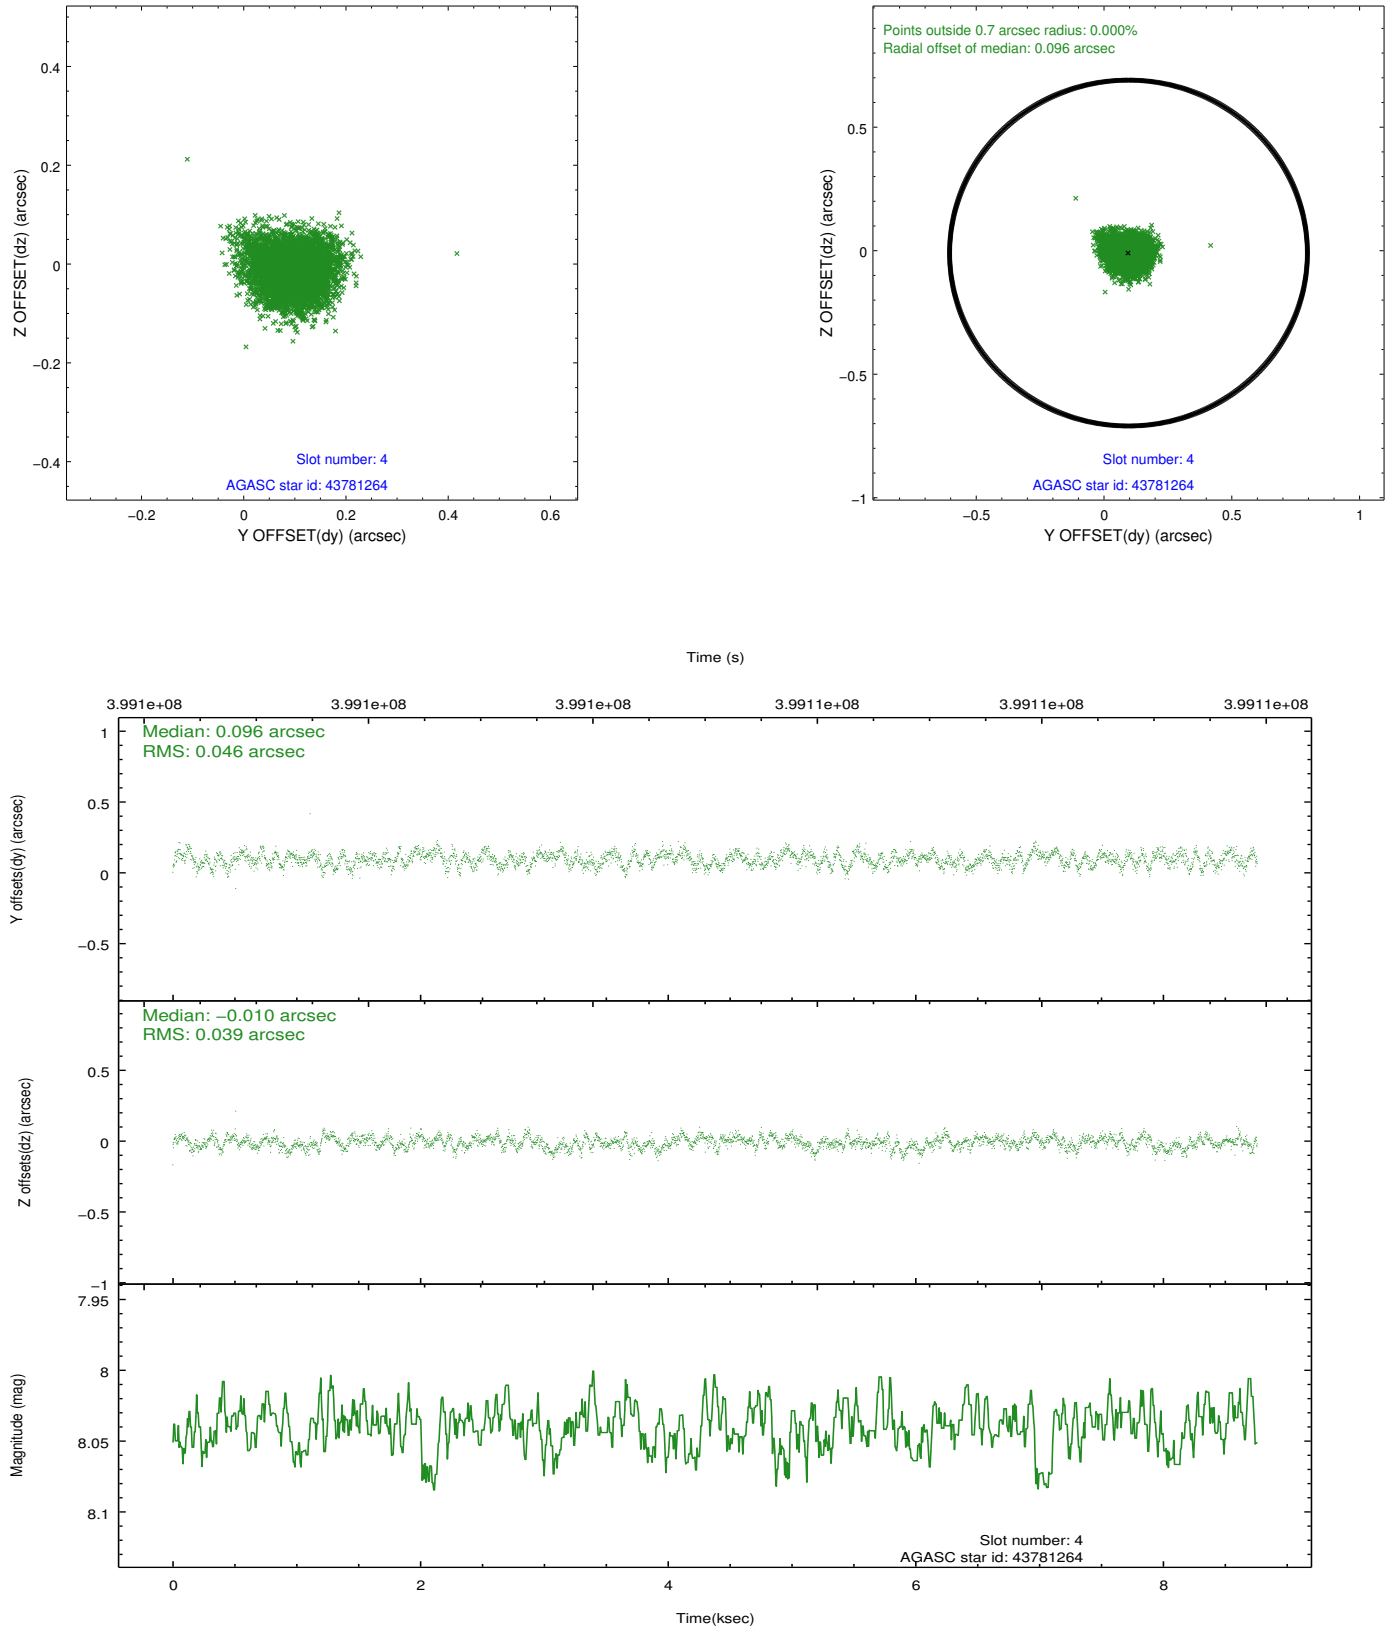 0.4
0.2
0
−0.2
−0.4
Z OFFSET(dz) (arcsec)
Slot number: 4
AGASC star id: 43781264
−0.2
0
0.2
0.4
0.6
Y OFFSET(dy) (arcsec)
Points outside 0.7 arcsec radius: 0.000%
Radial offset of median: 0.096 arcsec
0.5
0
−0.5
−1
Z OFFSET(dz) (arcsec)
Slot number: 4
AGASC star id: 43781264
−0.5
0
0.5
1
Y OFFSET(dy) (arcsec)
Time (s)
3.991e+08
3.991e+08
3.991e+08
3.9911e+08
3.9911e+08
3.9911e+08
Median: 0.096 arcsec
RMS: 0.046 arcsec
1
0.5
0
−0.5
Y offsets(dy) (arcsec)
Median: −0.010 arcsec
RMS: 0.039 arcsec
0.5
0
−0.5
−1
Z offsets(dz) (arcsec)
7.95
8
8.05
8.1
Magnitude (mag)
Slot number: 4
AGASC star id: 43781264
0
2
4
6
8
Time(ksec)